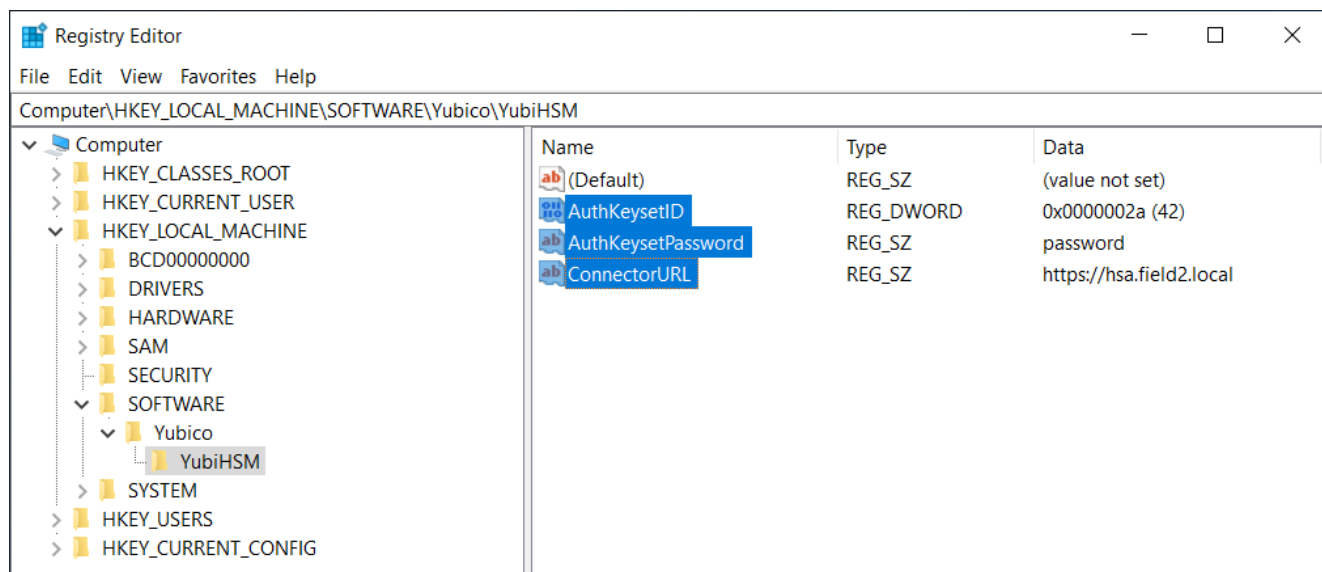 Registry Editor
File Edit View Favorites Help
Computer\HKEY_LOCAL_MACHINE\SOFTWARE\Yubico\YubiHSM
Computer
HKEY_CLASSES_ROOT
HKEY_CURRENT_USER
HKEY_LOCAL_MACHINE
BCD00000000
DRIVERS
HARDWARE
SAM
SECURITY
SOFTWARE
Yubico
YubiHSM
SYSTEM
HKEY_USERS
HKEY_CURRENT_CONFIG
Name Type Data
(Default) REG_SZ (value not set)
AuthKeysetID REG_DWORD 0x0000002a (42)
AuthKeysetPassword REG_SZ password
ConnectorURL REG_SZ https://hsa.field2.local